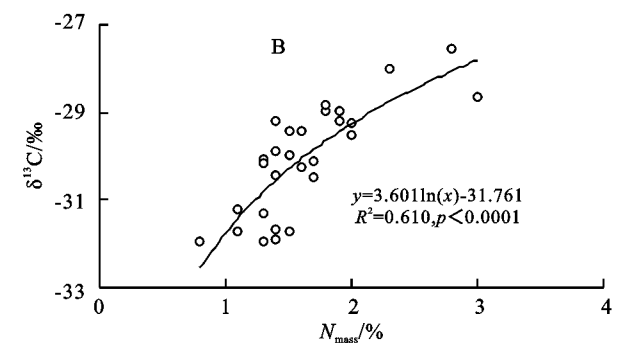 -27
B
-29
δ¹³C/‰
-31
y=3.601ln(x)-31.761
R²=0.610,p<0.0001
-33
0 1 2 3 4
Nmass/%